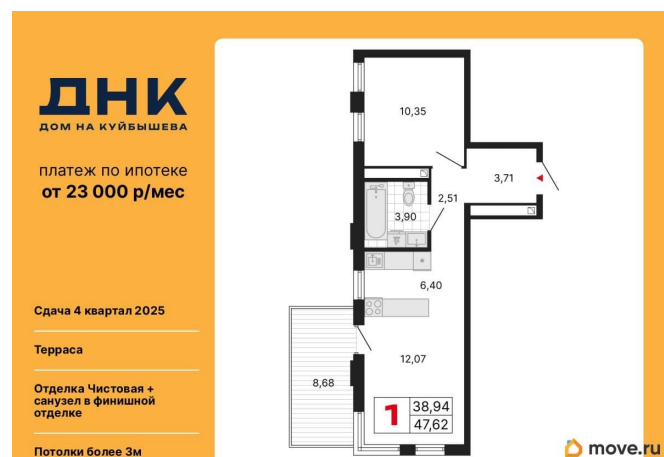 ДНК
ДОМ НА КУЙБЫШЕВА
платеж по ипотеке
от 23 000 р/мес
Сдача 4 квартал 2025
Терраса
Отделка Чистовая +
санузел в финишной
отделке
Потолки более 3м
10,35
3,71
2,51
3,90
6,40
12,07
8,68
1
38,94
47,62
move.ru